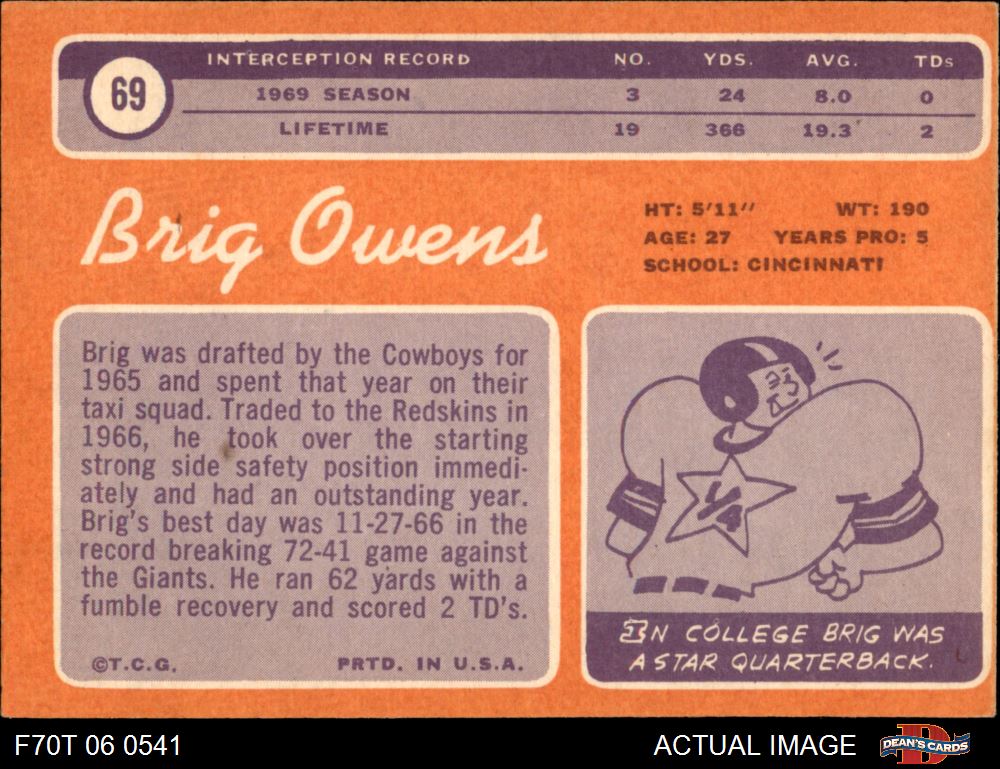 69
INTERCEPTION RECORD NO. YDS. AVG. TDs
1969 SEASON 3 24 8.0 0
LIFETIME 19 366 19.3 2
Brig Owens
HT: 5'11" WT: 190
AGE: 27 YEARS PRO: 5
SCHOOL: CINCINNATI
Brig was drafted by the Cowboys for
1965 and spent that year on their
taxi squad. Traded to the Redskins in
1966, he took over the starting
strong side safety position immedi-
ately and had an outstanding year.
Brig's best day was 11-27-66 in the
record breaking 72-41 game against
the Giants. He ran 62 yards with a
fumble recovery and scored 2 TD's.
©T.C.G. PRTD. IN U.S.A.
1/4
IN COLLEGE BRIG WAS
A STAR QUARTERBACK.
F70T 06 0541 ACTUAL IMAGE DEAN'S CARDS